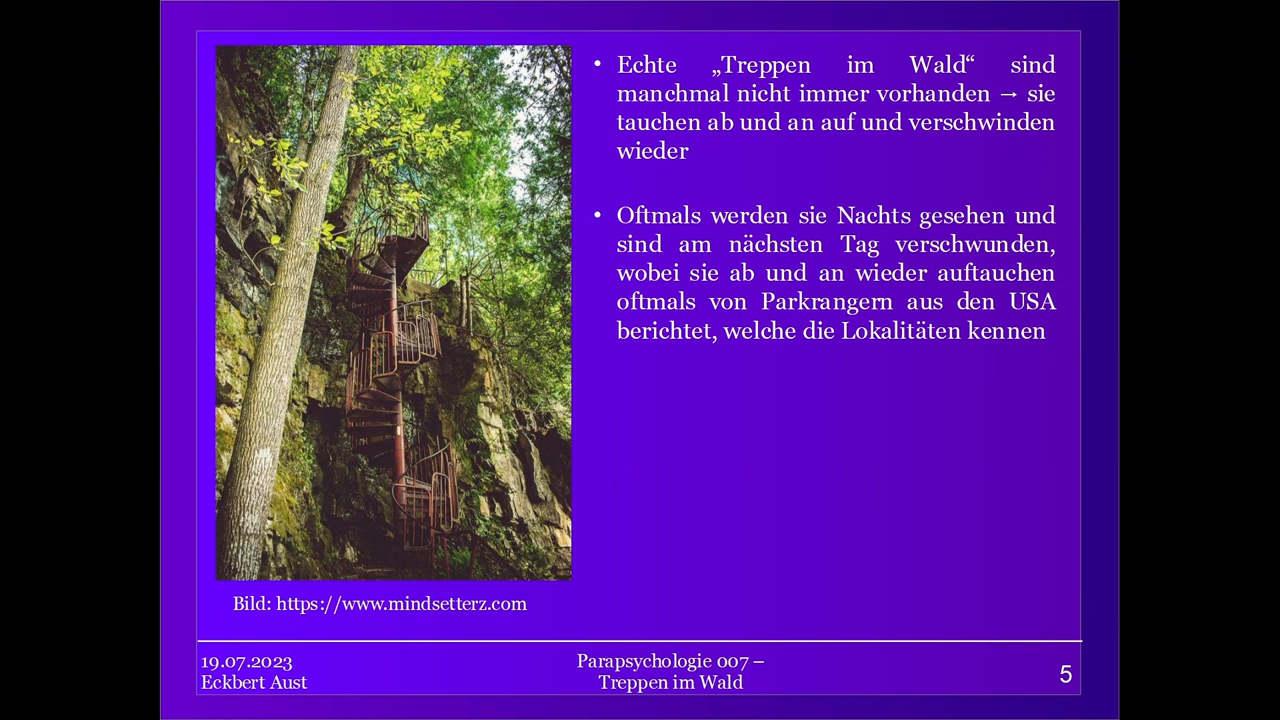 • Echte „Treppen im Wald“ sind
manchmal nicht immer vorhanden → sie
tauchen ab und an auf und verschwinden
wieder
• Oftmals werden sie Nachts gesehen und
sind am nächsten Tag verschwunden,
wobei sie ab und an wieder auftauchen
oftmals von Parkrangern aus den USA
berichtet, welche die Lokalitäten kennen
Bild: https://www.mindsetterz.com
19.07.2023
Eckbert Aust
Parapsychologie 007 –
Treppen im Wald
5